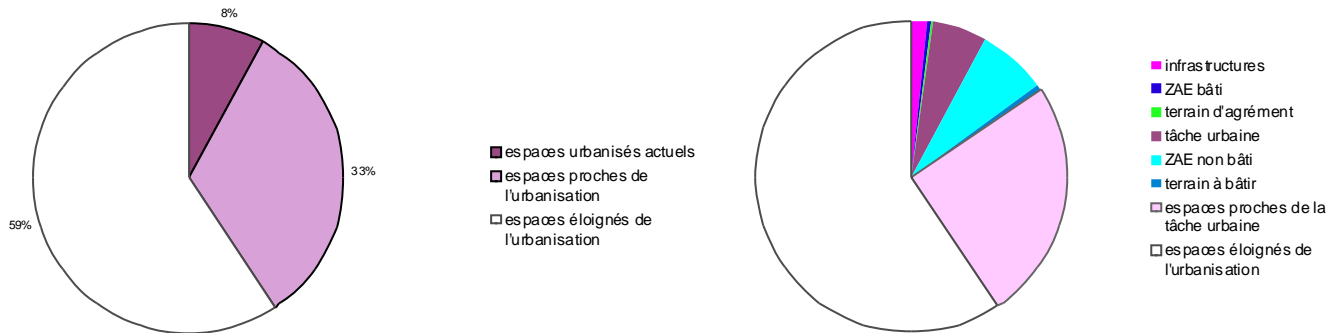 8%
33%
59%
espaces urbanisés actuels
espaces proches de
l'urbanisation
espaces éloignés de
l'urbanisation
infrastructures
ZAE bâti
terrain d'agrément
tâche urbaine
ZAE non bâti
terrain à bâtir
espaces proches de la
tâche urbaine
espaces éloignés de
l'urbanisation